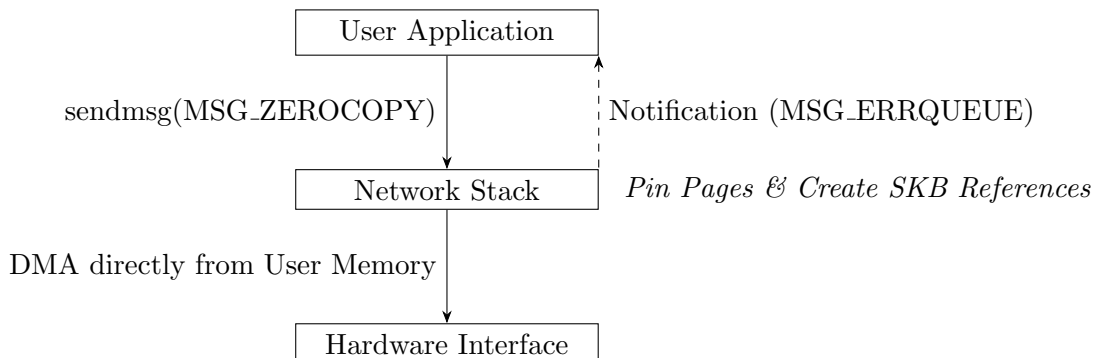 User Application
sendmsg(MSG_ZEROCOPY)
Notification (MSG_ERRQUEUE)
Network Stack
Pin Pages & Create SKB References
DMA directly from User Memory
Hardware Interface